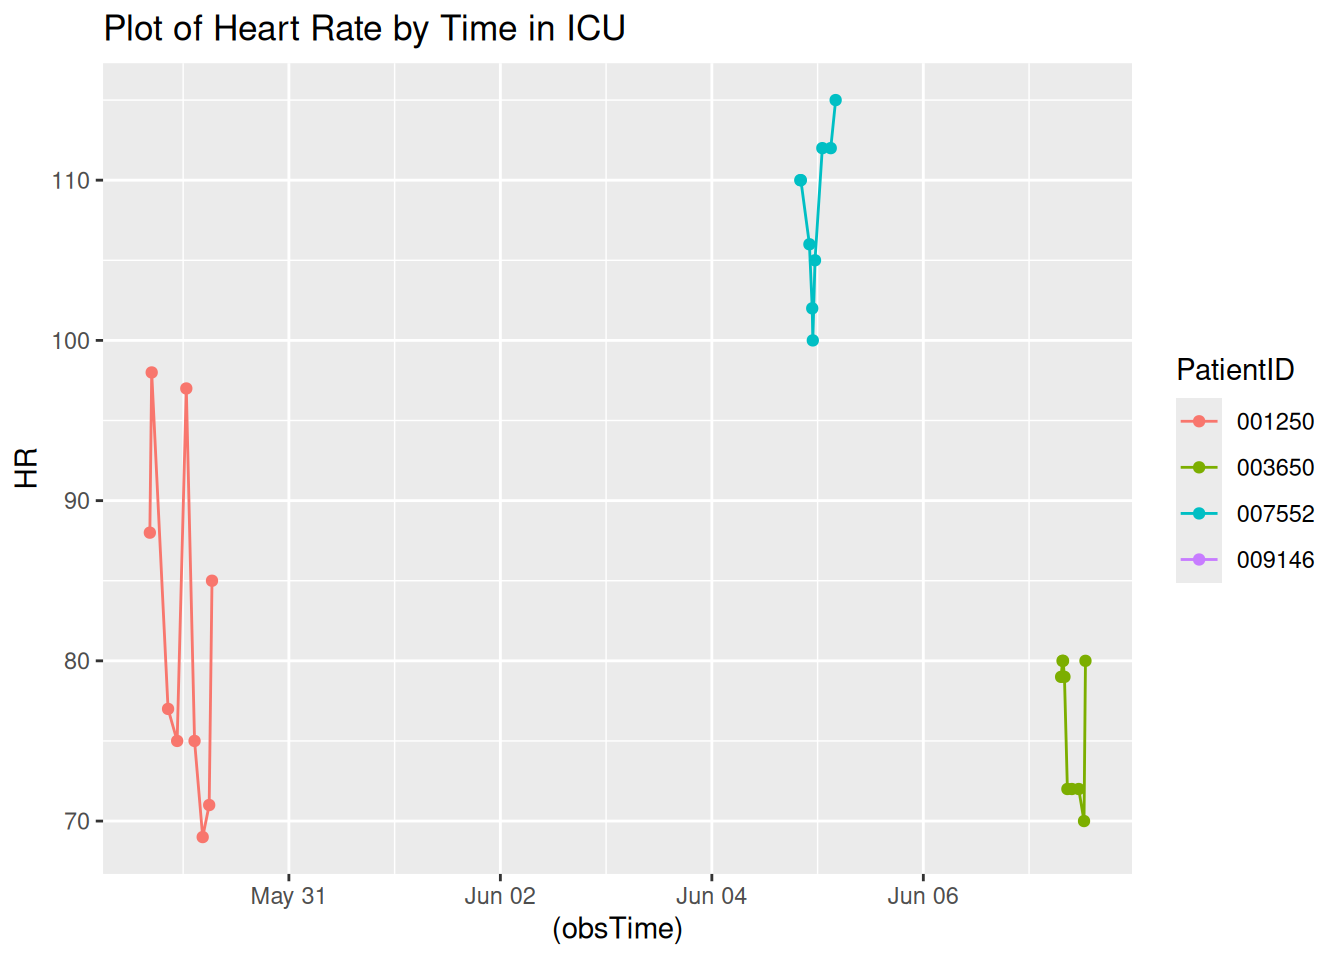 Plot of Heart Rate by Time in ICU
110
100
90
80
70
HR
May 31 Jun 02 Jun 04 Jun 06
(obsTime)
PatientID
001250
003650
007552
009146